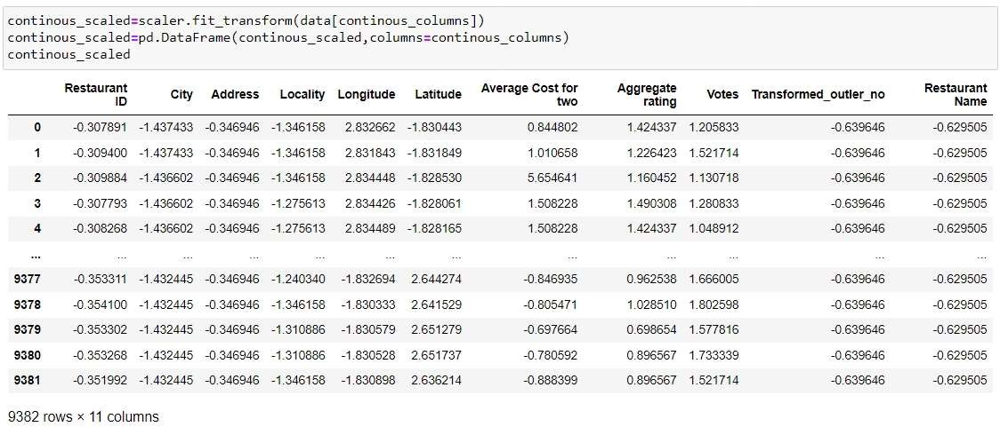 continous_scaled=scaler.fit_transform(data[continous_columns])
continous_scaled=pd.DataFrame(continous_scaled,columns=continous_columns)
continous_scaled
Restaurant ID City Address Locality Longitude Latitude Average Cost for two Aggregate rating Votes Transformed_outler_no Restaurant Name
0 -0.307891 -1.437433 -0.346946 -1.346158 2.832662 -1.830443 0.844802 1.424337 1.205833 -0.639646 -0.629505
1 -0.309400 -1.437433 -0.346946 -1.346158 2.831843 -1.831849 1.010658 1.226423 1.521714 -0.639646 -0.629505
2 -0.309884 -1.436602 -0.346946 -1.346158 2.834448 -1.828530 5.654641 1.160452 1.130718 -0.639646 -0.629505
3 -0.307793 -1.436602 -0.346946 -1.275613 2.834426 -1.828061 1.508228 1.490308 1.280833 -0.639646 -0.629505
4 -0.308268 -1.436602 -0.346946 -1.275613 2.834489 -1.828165 1.508228 1.424337 1.048912 -0.639646 -0.629505
... ... ... ... ... ... ... ... ... ... ... ...
9377 -0.353311 -1.432445 -0.346946 -1.240340 -1.832694 2.644274 -0.846935 0.962538 1.666005 -0.639646 -0.629505
9378 -0.354100 -1.432445 -0.346946 -1.346158 -1.830333 2.641529 -0.805471 1.028510 1.802598 -0.639646 -0.629505
9379 -0.353302 -1.432445 -0.346946 -1.310886 -1.830579 2.651279 -0.697664 0.698654 1.577816 -0.639646 -0.629505
9380 -0.353268 -1.432445 -0.346946 -1.310886 -1.830528 2.651737 -0.780592 0.896567 1.733339 -0.639646 -0.629505
9381 -0.351992 -1.432445 -0.346946 -1.346158 -1.830898 2.636214 -0.888399 0.896567 1.521714 -0.639646 -0.629505
9382 rows × 11 columns